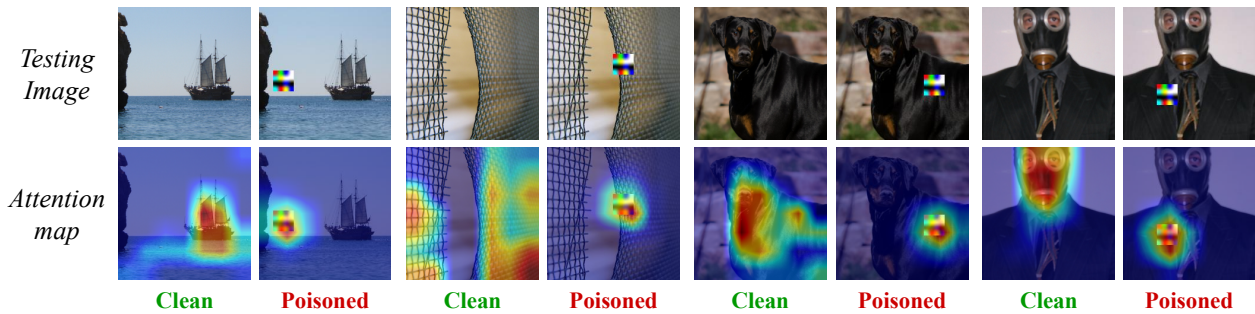 Testing
Image
Attention
map
Clean Poisoned Clean Poisoned Clean Poisoned Clean Poisoned